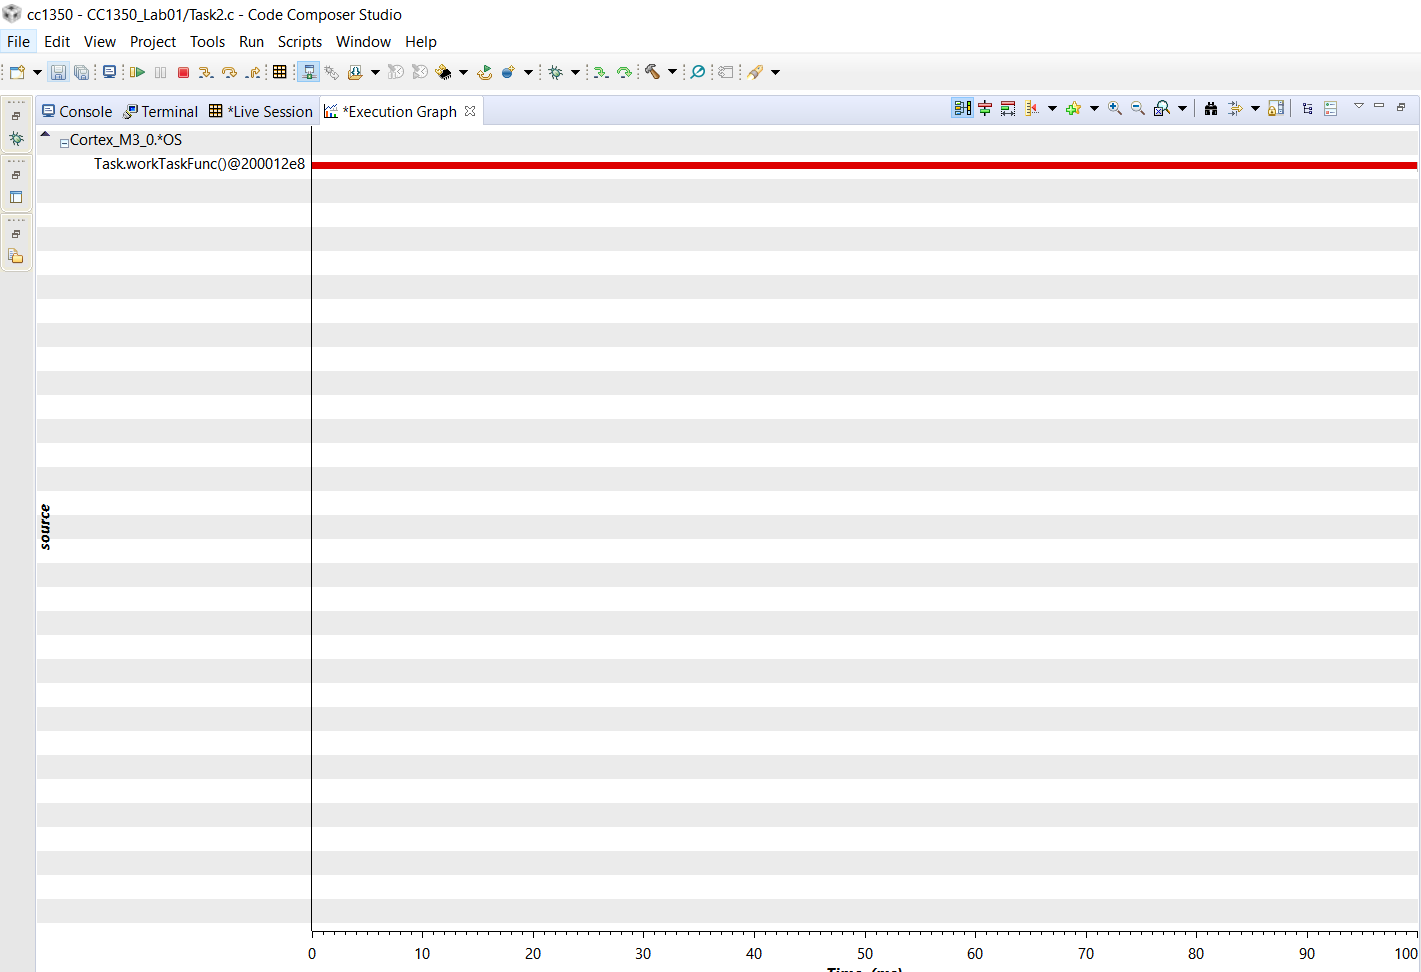 cc1350 - CC1350_Lab01/Task2.c - Code Composer Studio
File Edit View Project Tools Run Scripts Window Help
Console Terminal *Live Session *Execution Graph
Cortex_M3_0.*OS
Task.workTaskFunc()@200012e8
source
0 10 20 30 40 50 60 70 80 90 100
Time (ms)